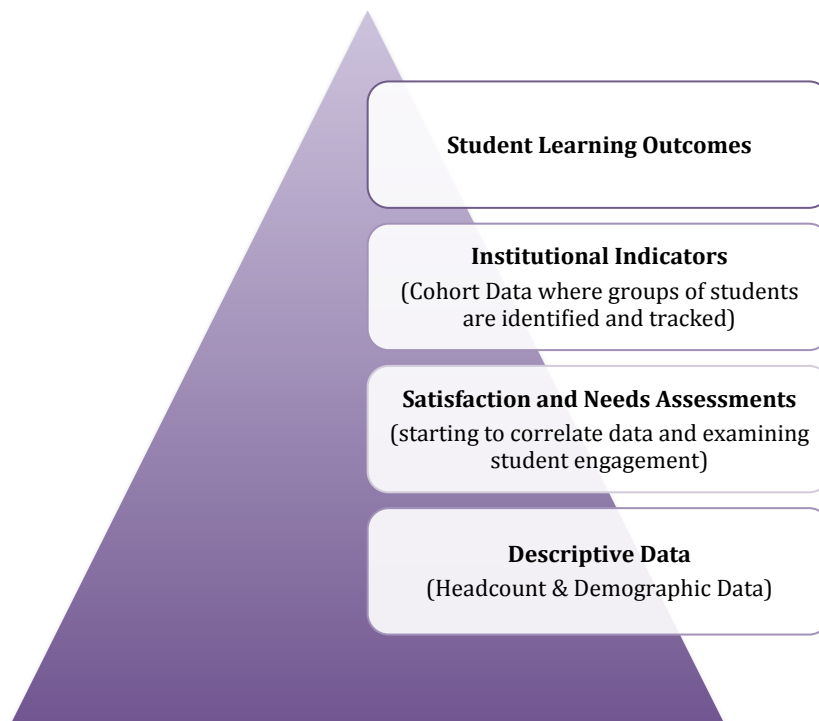 Student Learning Outcomes
Institutional Indicators
(Cohort Data where groups of students
are identified and tracked)
Satisfaction and Needs Assessments
(starting to correlate data and examining
student engagement)
Descriptive Data
(Headcount & Demographic Data)